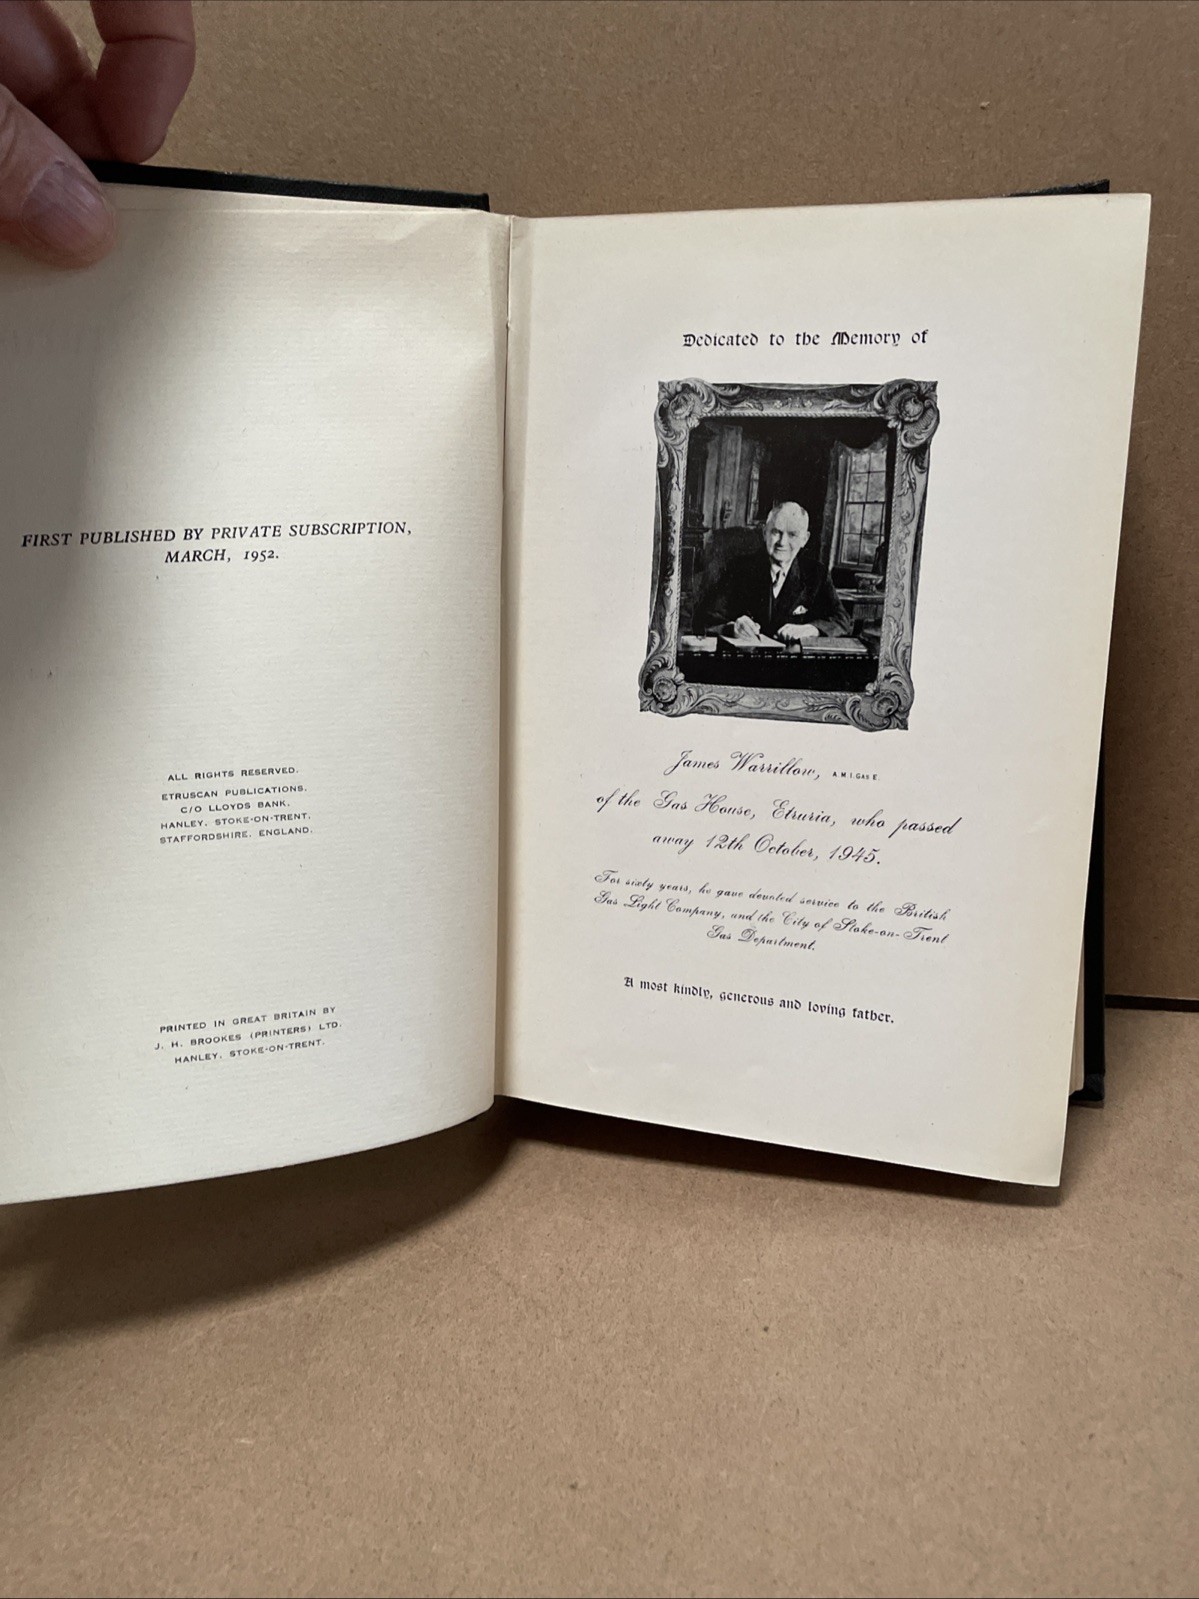 FIRST PUBLISHED BY PRIVATE SUBSCRIPTION,
MARCH, 1952.
ALL RIGHTS RESERVED.
ETRUSCAN PUBLICATIONS,
C/O LLOYDS BANK,
HANLEY, STOKE-ON-TRENT,
STAFFORDSHIRE, ENGLAND.
PRINTED IN GREAT BRITAIN BY
J. H. BROOKES (PRINTERS) LTD.
HANLEY, STOKE-ON-TRENT.
Dedicated to the Memory of
James Warrillow, A.M.I.GAS E.
of the Gas House, Etruria, who passed
away 12th October, 1945.
For sixty years, he gave devoted service to the British
Gas Light Company, and the City of Stoke-on-Trent
Gas Department.
A most kindly, generous and loving father.